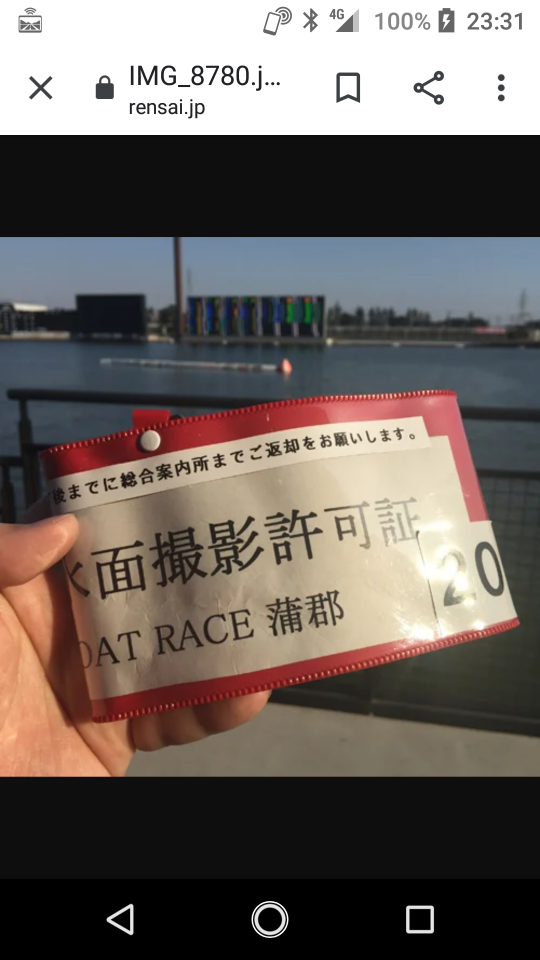 4G 100% 23:31
IMG_8780.j…
rensai.jp
後までに総合案内所までご返却をお願いします。
水面撮影許可証
OAT RACE 蒲郡
20